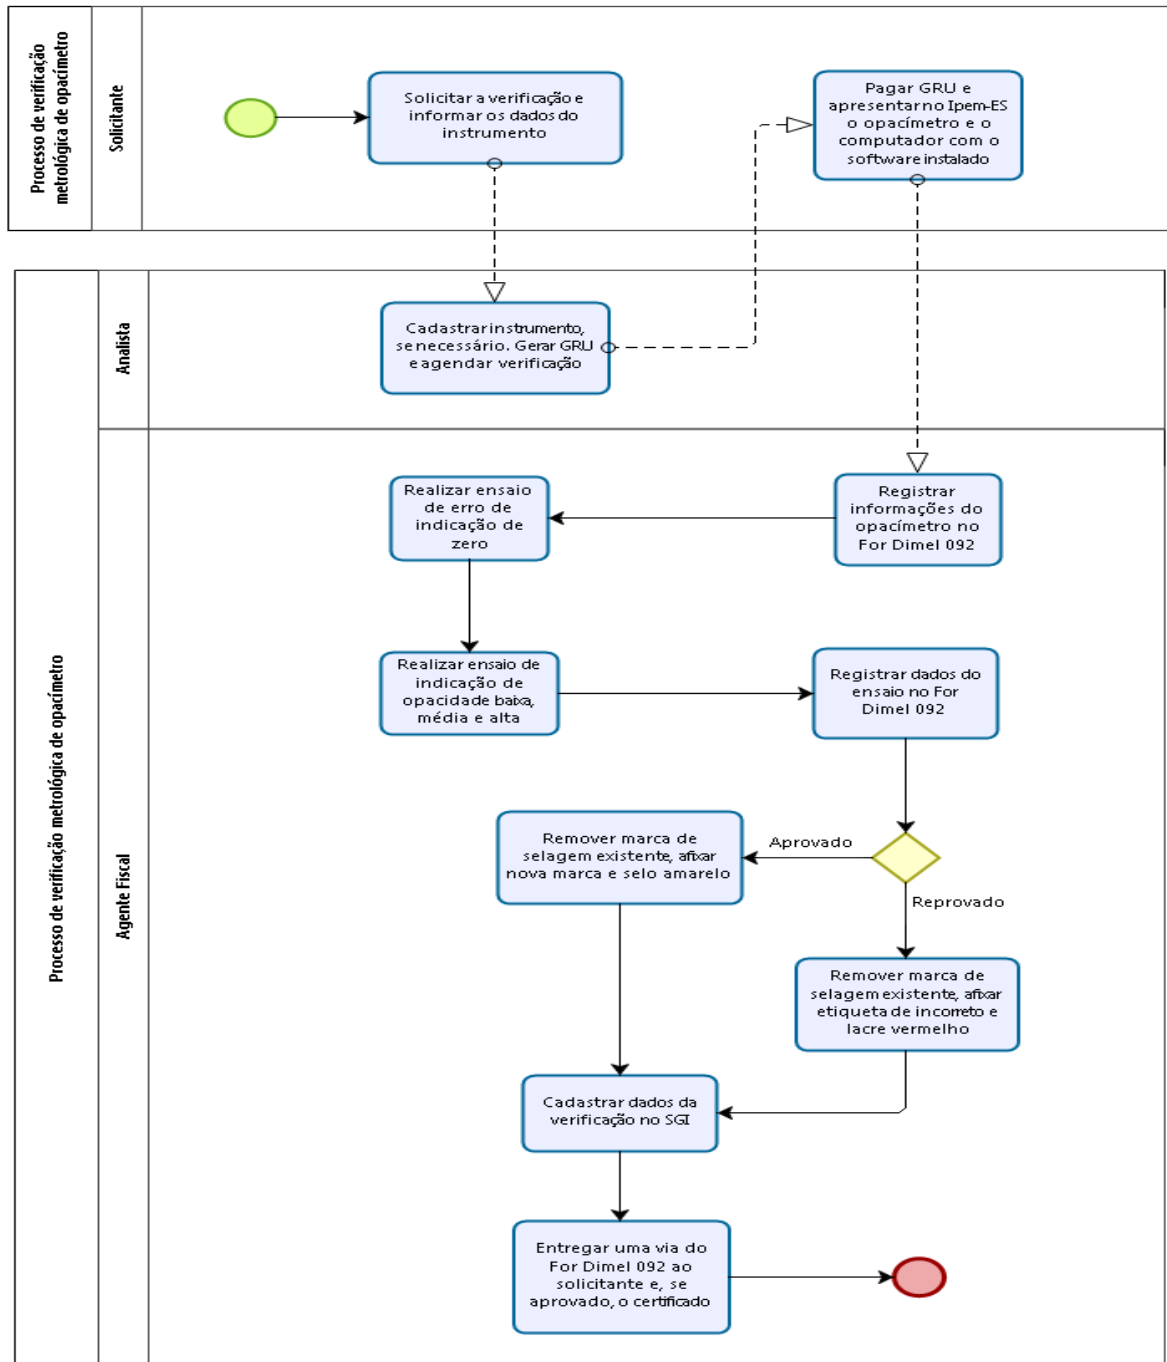 Processo de verificação
metrológica de opacímetro
Solicitante
Solicitar a verificação e
informar os dados do
instrumento
Pagar GRU e
apresentar no Ipem-ES
o opacímetro e o
computador com o
software instalado
Processo de verificação metrológica de opacímetro
Analista
Cadastrar instrumento,
se necessário. Gerar GRU
e agendar verificação
Agente Fiscal
Registrar
informações do
opacímetro no
For Dimel 092
Realizar ensaio
de erro de
indicação de
zero
Realizar ensaio de
indicação de
opacidade baixa,
média e alta
Registrar dados do
ensaio no For
Dimel 092
Aprovado
Remover marca de
selagem existente, afixar
nova marca e selo amarelo
Reprovado
Remover marca de
selagem existente, afixar
etiqueta de incorreto e
lacre vermelho
Cadastrar dados da
verificação no SGI
Entregar uma via do
For Dimel 092 ao
solicitante e, se
aprovado, o certificado